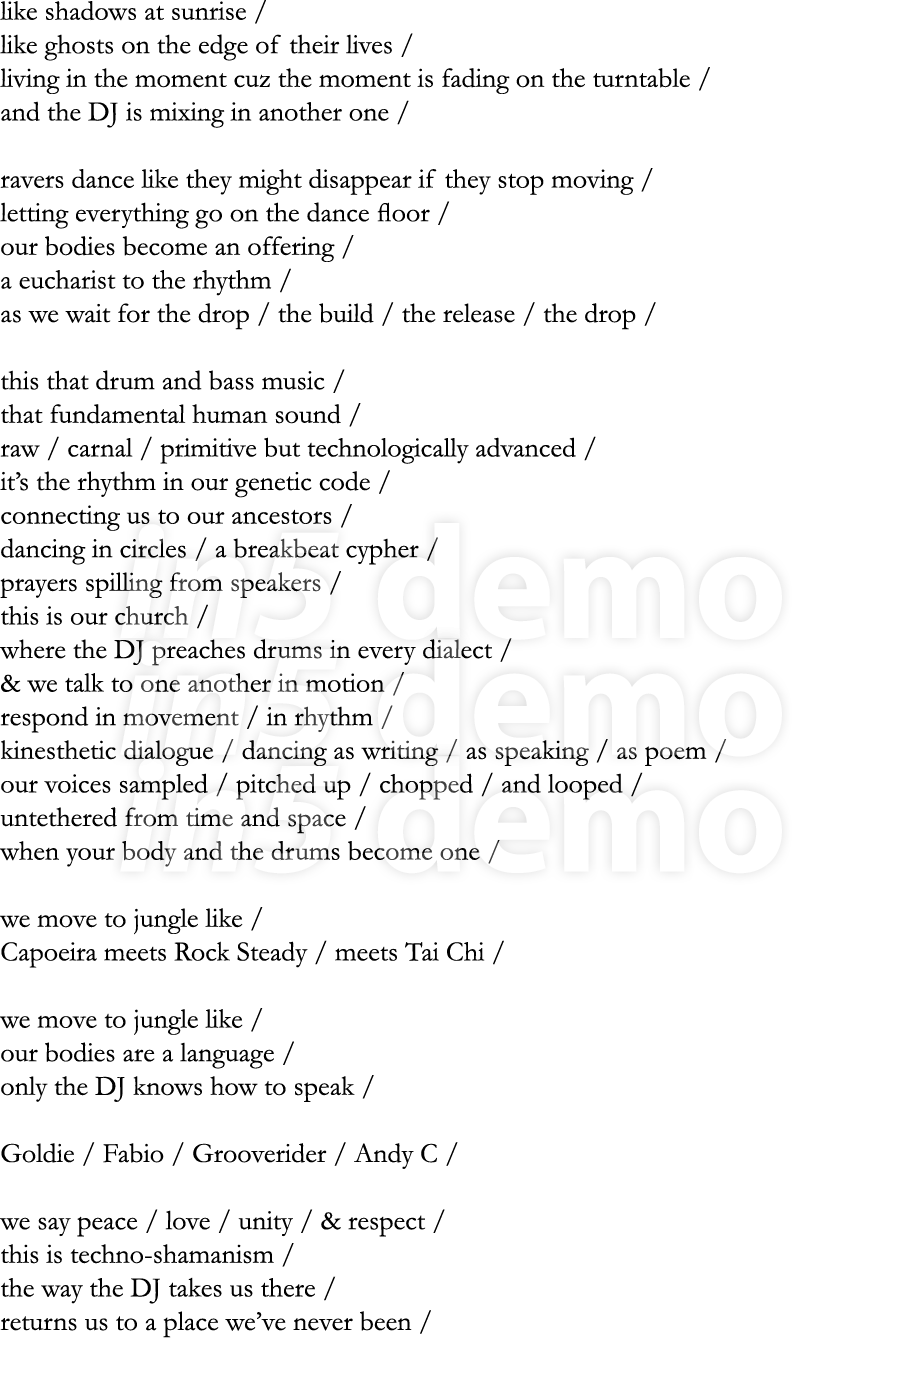 like shadows at sunrise /
like ghosts on the edge of their lives /
living in the moment cuz the moment is fading on the turntable /
and the DJ is mixing in another one /
ravers dance like they might disappear if they stop moving /
letting everything go on the dance floor /
our bodies become an offering /
a eucharist to the rhythm /
as we wait for the drop / the build / the release / the drop /
this that drum and bass music /
that fundamental human sound /
raw / carnal / primitive but technologically advanced /
it’s the rhythm in our genetic code /
connecting us to our ancestors /
dancing in circles / a breakbeat cypher /
prayers spilling from speakers /
this is our church /
where the DJ preaches drums in every dialect /
& we talk to one another in motion /
respond in movement / in rhythm /
kinesthetic dialogue / dancing as writing / as speaking / as poem /
our voices sampled / pitched up / chopped / and looped /
untethered from time and space /
when your body and the drums become one /
we move to jungle like /
Capoeira meets Rock Steady / meets Tai Chi /
we move to jungle like /
our bodies are a language /
only the DJ knows how to speak /
Goldie / Fabio / Grooverider / Andy C /
we say peace / love / unity / & respect /
this is techno-shamanism /
the way the DJ takes us there /
returns us to a place we’ve never been /
in5 demo
in5 demo
in5 demo